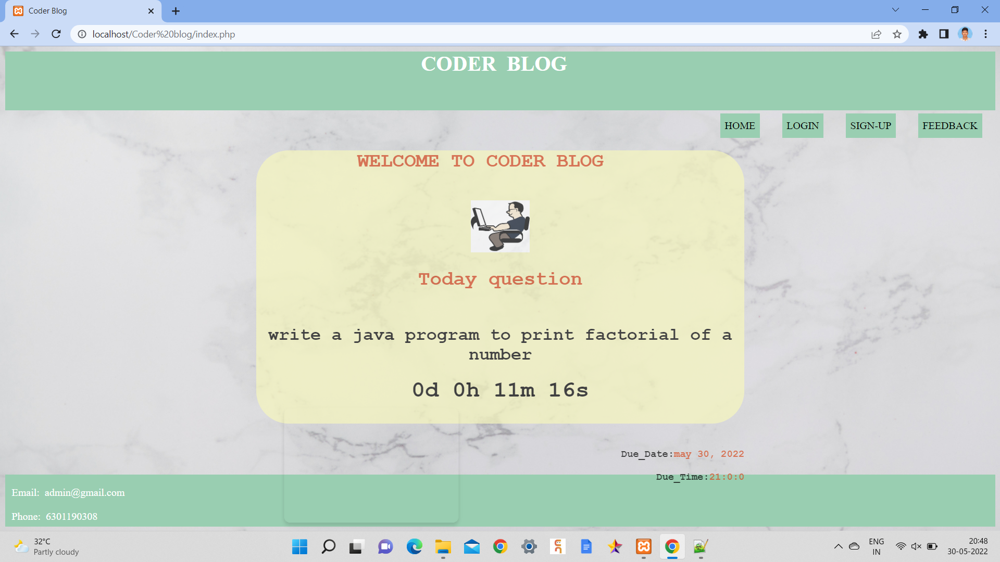 Coder Blog
localhost/Coder%20blog/index.php
CODER BLOG
HOME LOGIN SIGN-UP FEEDBACK
WELCOME TO CODER BLOG
Today question
write a java program to print factorial of a
number
0d 0h 11m 16s
Due_Date:may 30, 2022
Due_Time:21:0:0
Email: admin@gmail.com
Phone: 6301190308
32°C
Partly cloudy
ENG
IN
20:48
30-05-2022